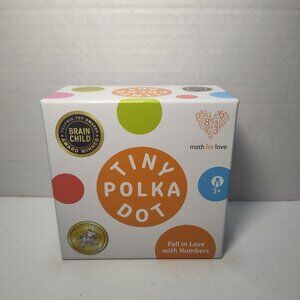 TINY
POLKA
DOT
BRAIN
CHILD
AWARD WINNER
math for love
3+
Fall in Love
with Numbers